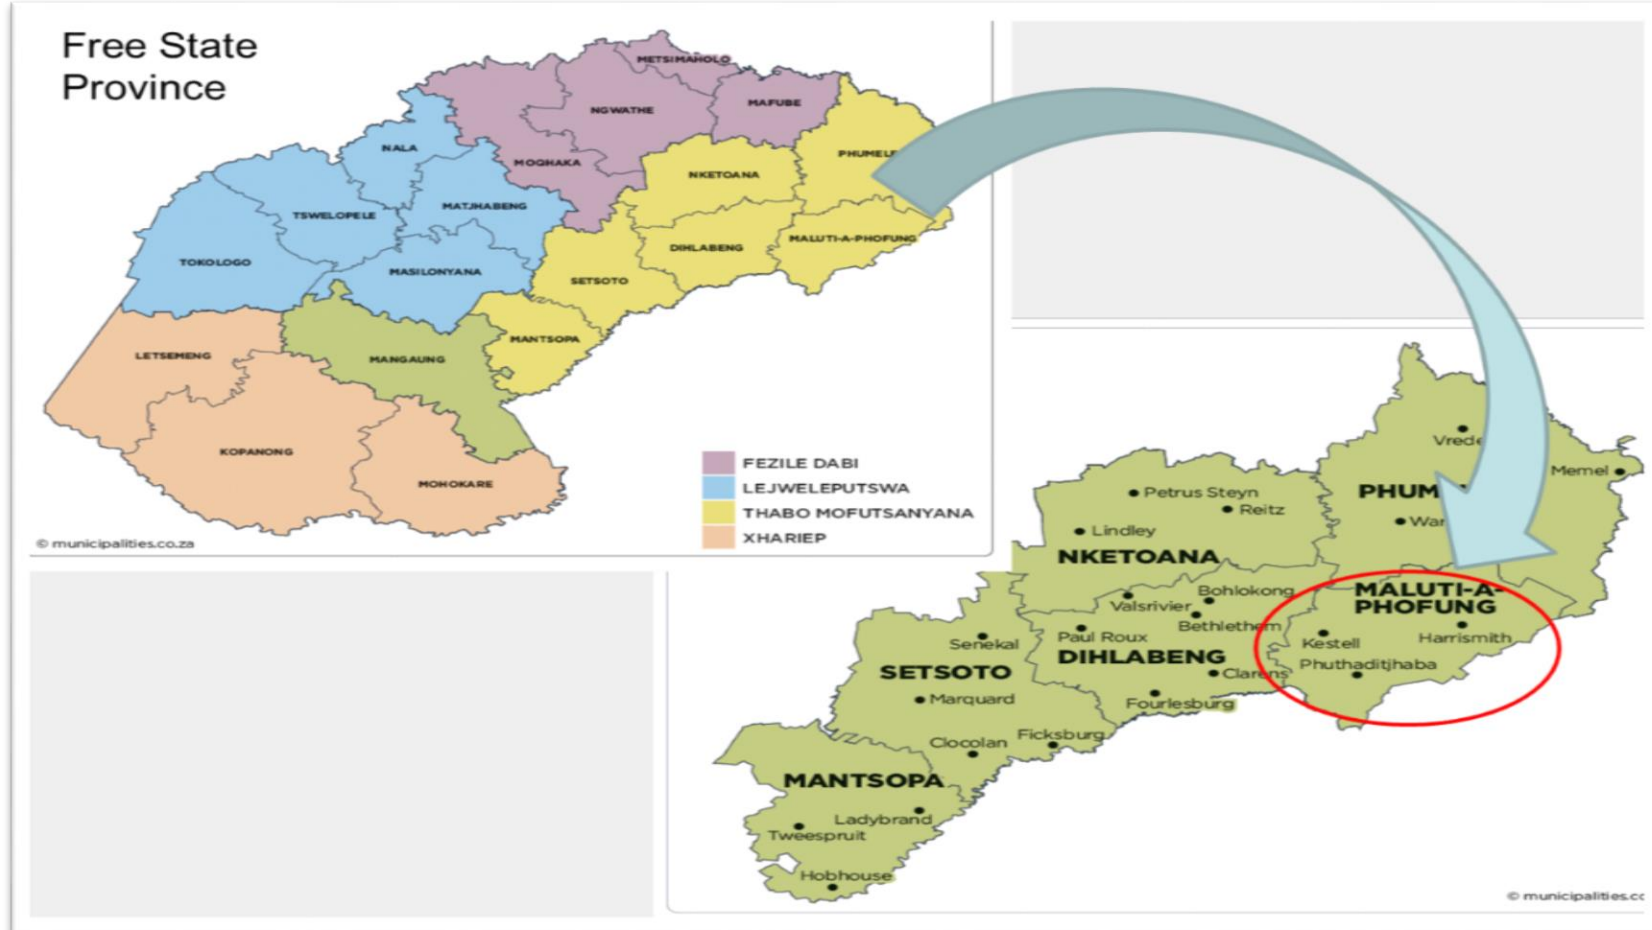 Free State
Province
METSIMAHOLO
NGWATHE
MAFUBE
MOQHAKA
NALA
PHUMELE
NKETOANA
MATJHABENG
TSWELOPELE
MALUTI-A-PHOFUNG
DIHLABENG
TOKOLOGO
MASILONYANA
SETSOTO
MANTSOPA
LETSEMENG
MANGAUNG
KOPANONG
MOHOKARE
FEZILE DABI
LEJWELEPUTSWA
THABO MOFUTSANYANA
XHARIEP
© municipalities.co.za
Vrede
Memel
PHUM
War
Petrus Steyn
Reitz
Lindley
NKETOANA
Bohlokong
Valsrivier
Bethlethem
Paul Roux
DIHLABENG
Clarens
Fourlesburg
MALUTI-A-
PHOFUNG
Kestell
Harrismith
Phuthaditjhaba
Senekal
SETSOTO
Marquard
Clocolan
Ficksburg
MANTSOPA
Ladybrand
Tweespruit
Hobhouse
© municipalities.cc